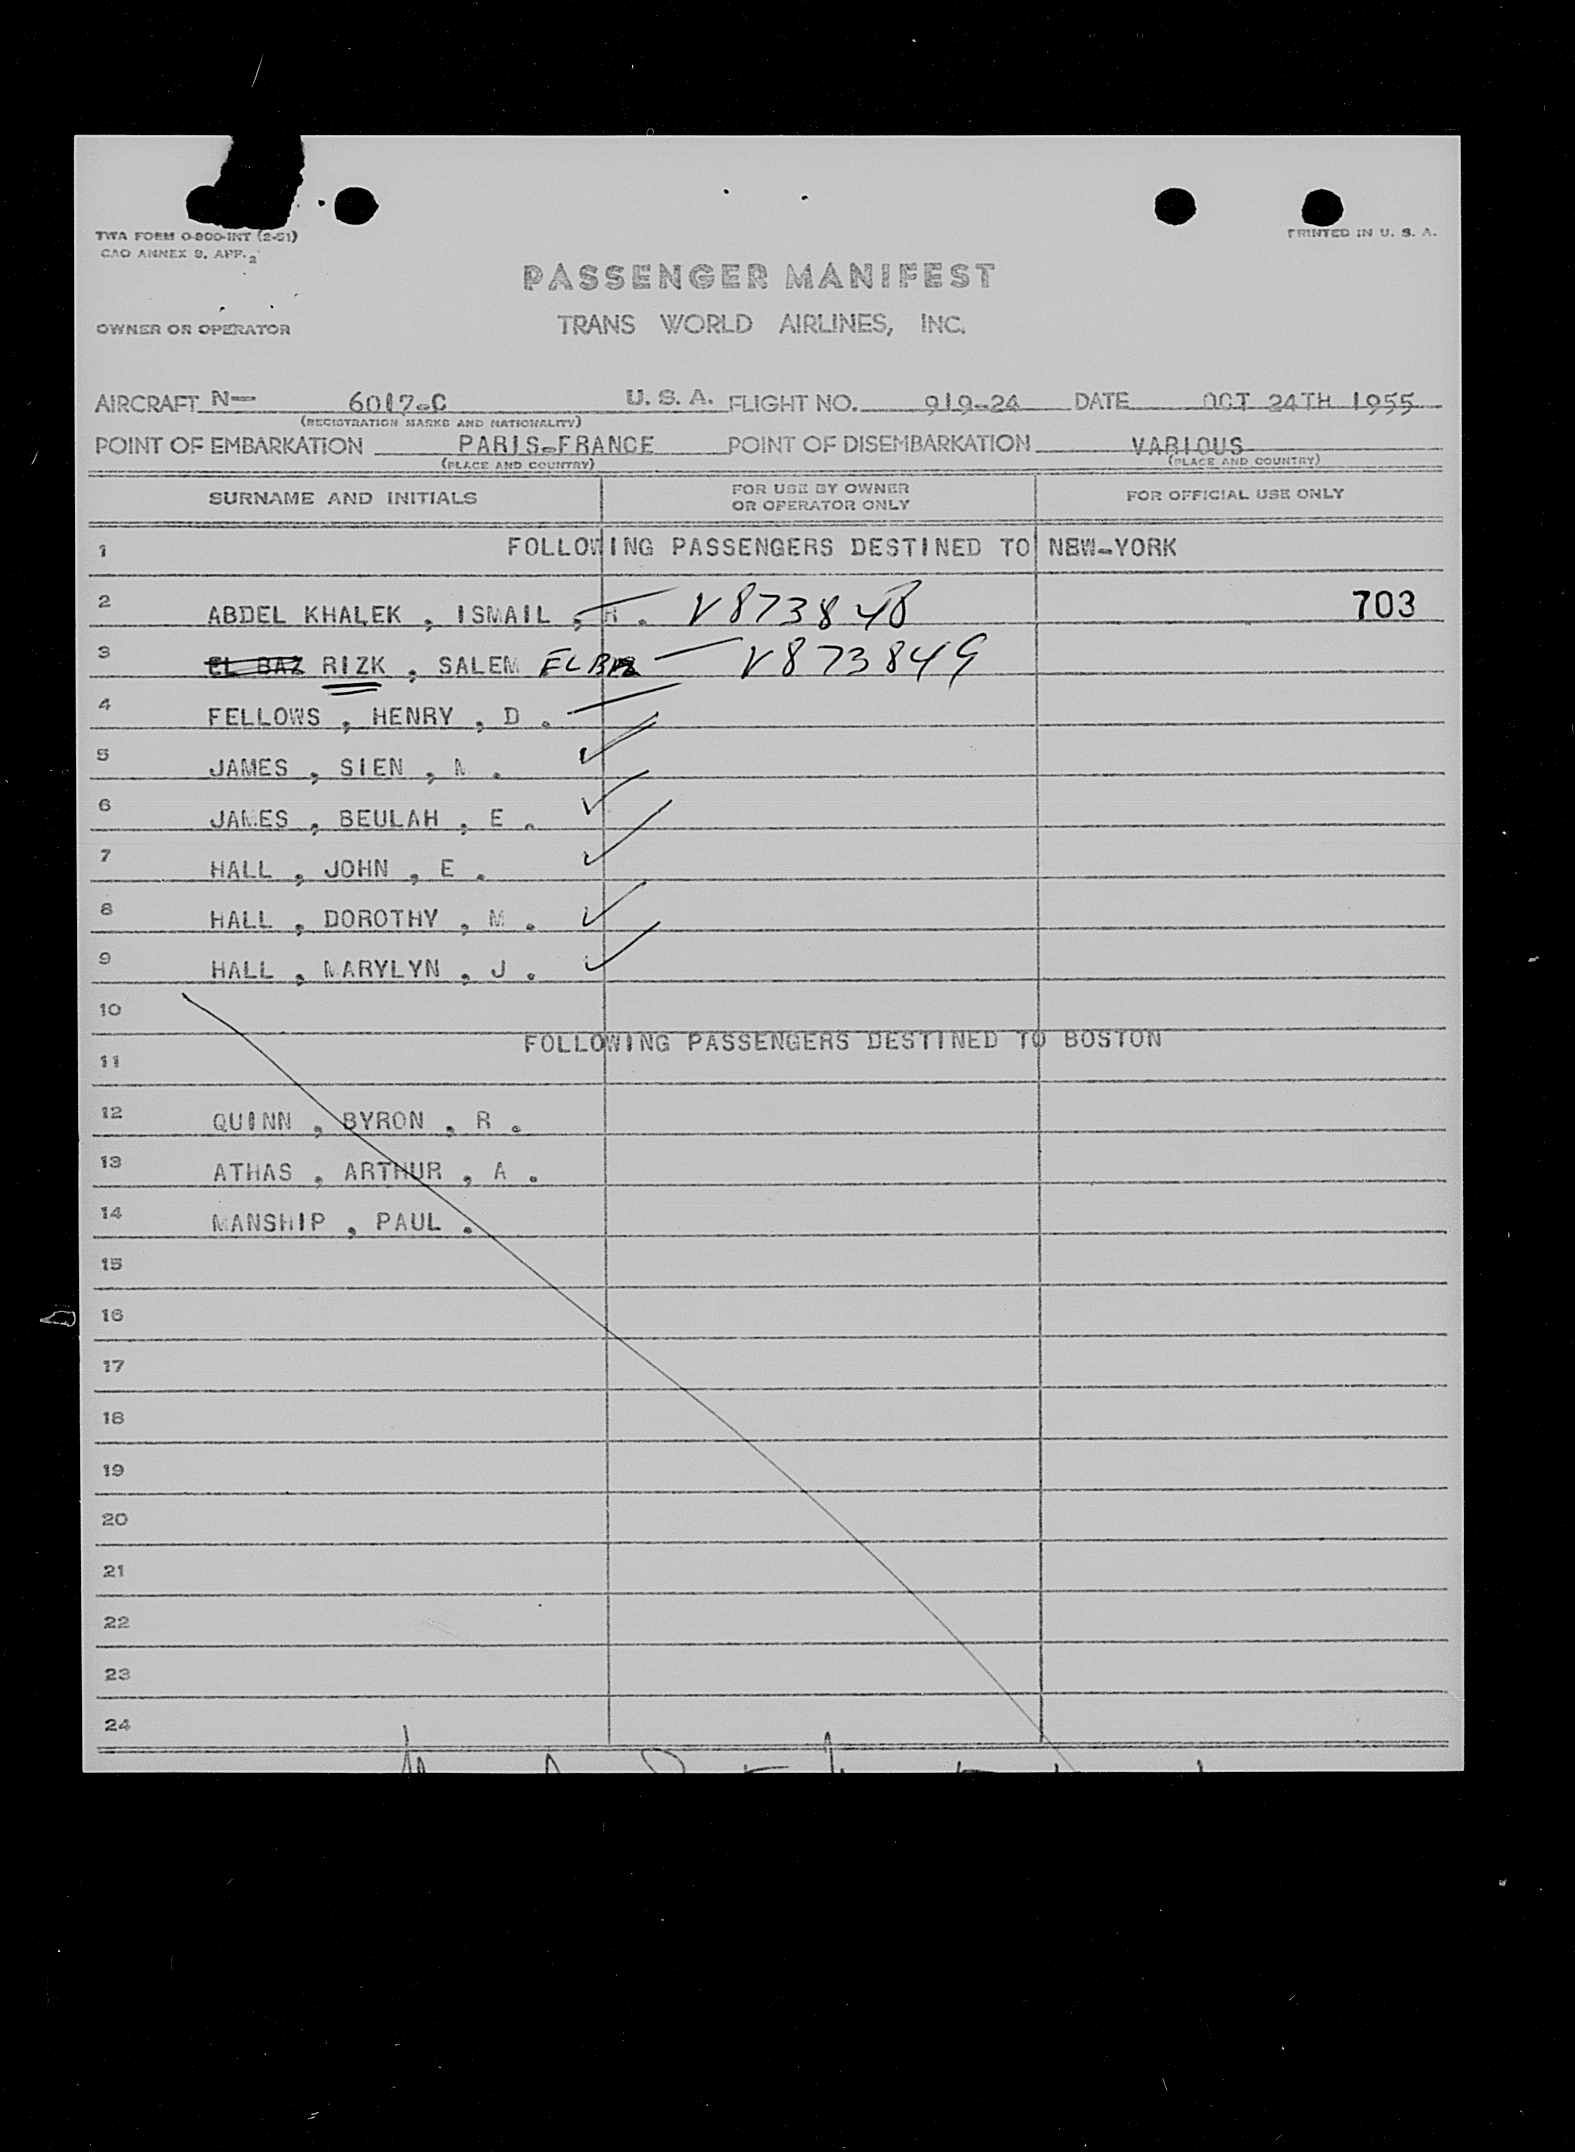 TWA FORM O-800-INT (2-51)
PRINTED IN U. S. A.
CAO ANNEX 9, APP. 2
PASSENGER MANIFEST
OWNER OR OPERATOR
TRANS WORLD AIRLINES, INC.
AIRCRAFT N— 6017-C U. S. A. FLIGHT NO. 919-24 DATE OCT 24TH 1955
(REGISTRATION MARKS AND NATIONALITY)
POINT OF EMBARKATION PARIS-FRANCE POINT OF DISEMBARKATION VARIOUS
(PLACE AND COUNTRY) (PLACE AND COUNTRY)
SURNAME AND INITIALS FOR USE BY OWNER OR OPERATOR ONLY FOR OFFICIAL USE ONLY
1 FOLLOWING PASSENGERS DESTINED TO NEW-YORK
2 ABDEL KHALEK , ISMAIL , H . V873848 703
3 EL BAZ RIZK , SALEM EL BAZ V873849
4 FELLOWS , HENRY , D .
5 JAMES , SIEN , M .
6 JAMES , BEULAH , E .
7 HALL , JOHN , E .
8 HALL , DOROTHY , M .
9 HALL , MARYLYN , J .
10
FOLLOWING PASSENGERS DESTINED TO BOSTON
11
12 QUINN , BYRON , R .
13 ATHAS , ARTHUR , A .
14 MANSHIP , PAUL .
15
16
17
18
19
20
21
22
23
24